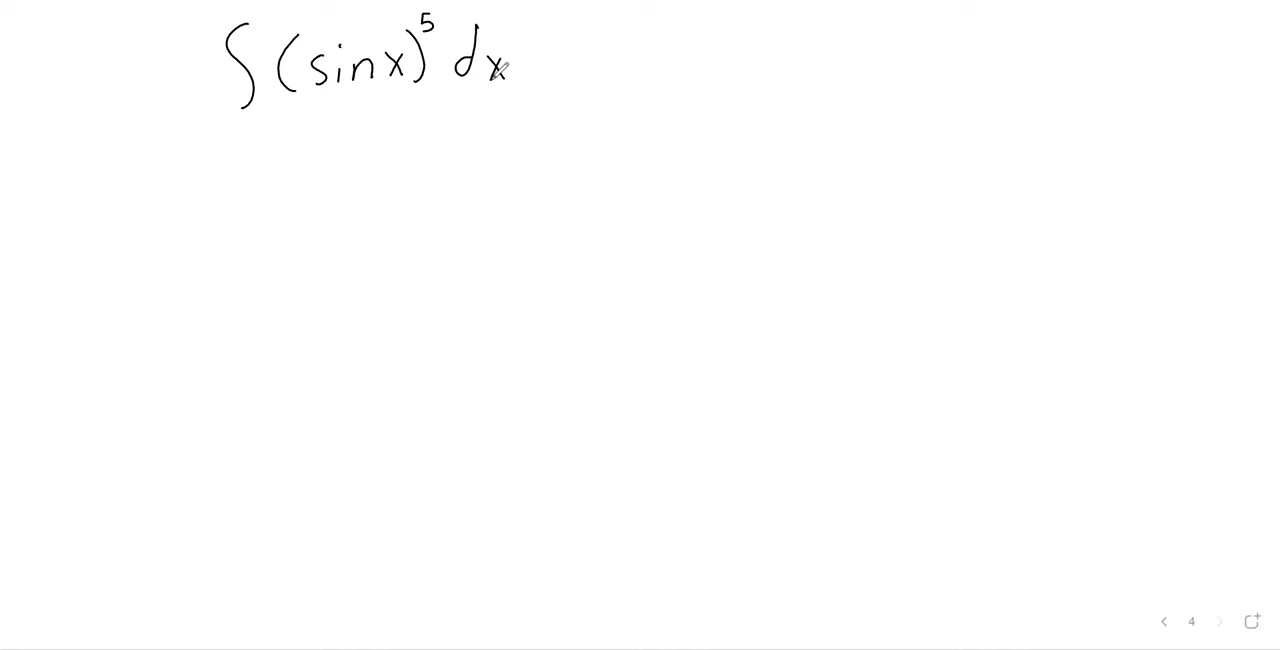 ∫ (sinx)⁵ dx
4